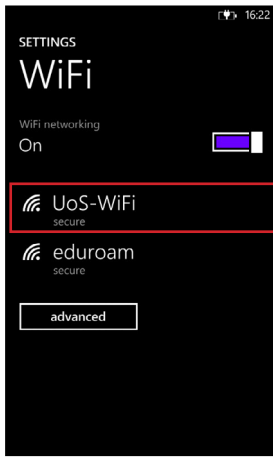 16:22
SETTINGS
WiFi
WiFi networking
On
UoS-WiFi
secure
eduroam
secure
advanced